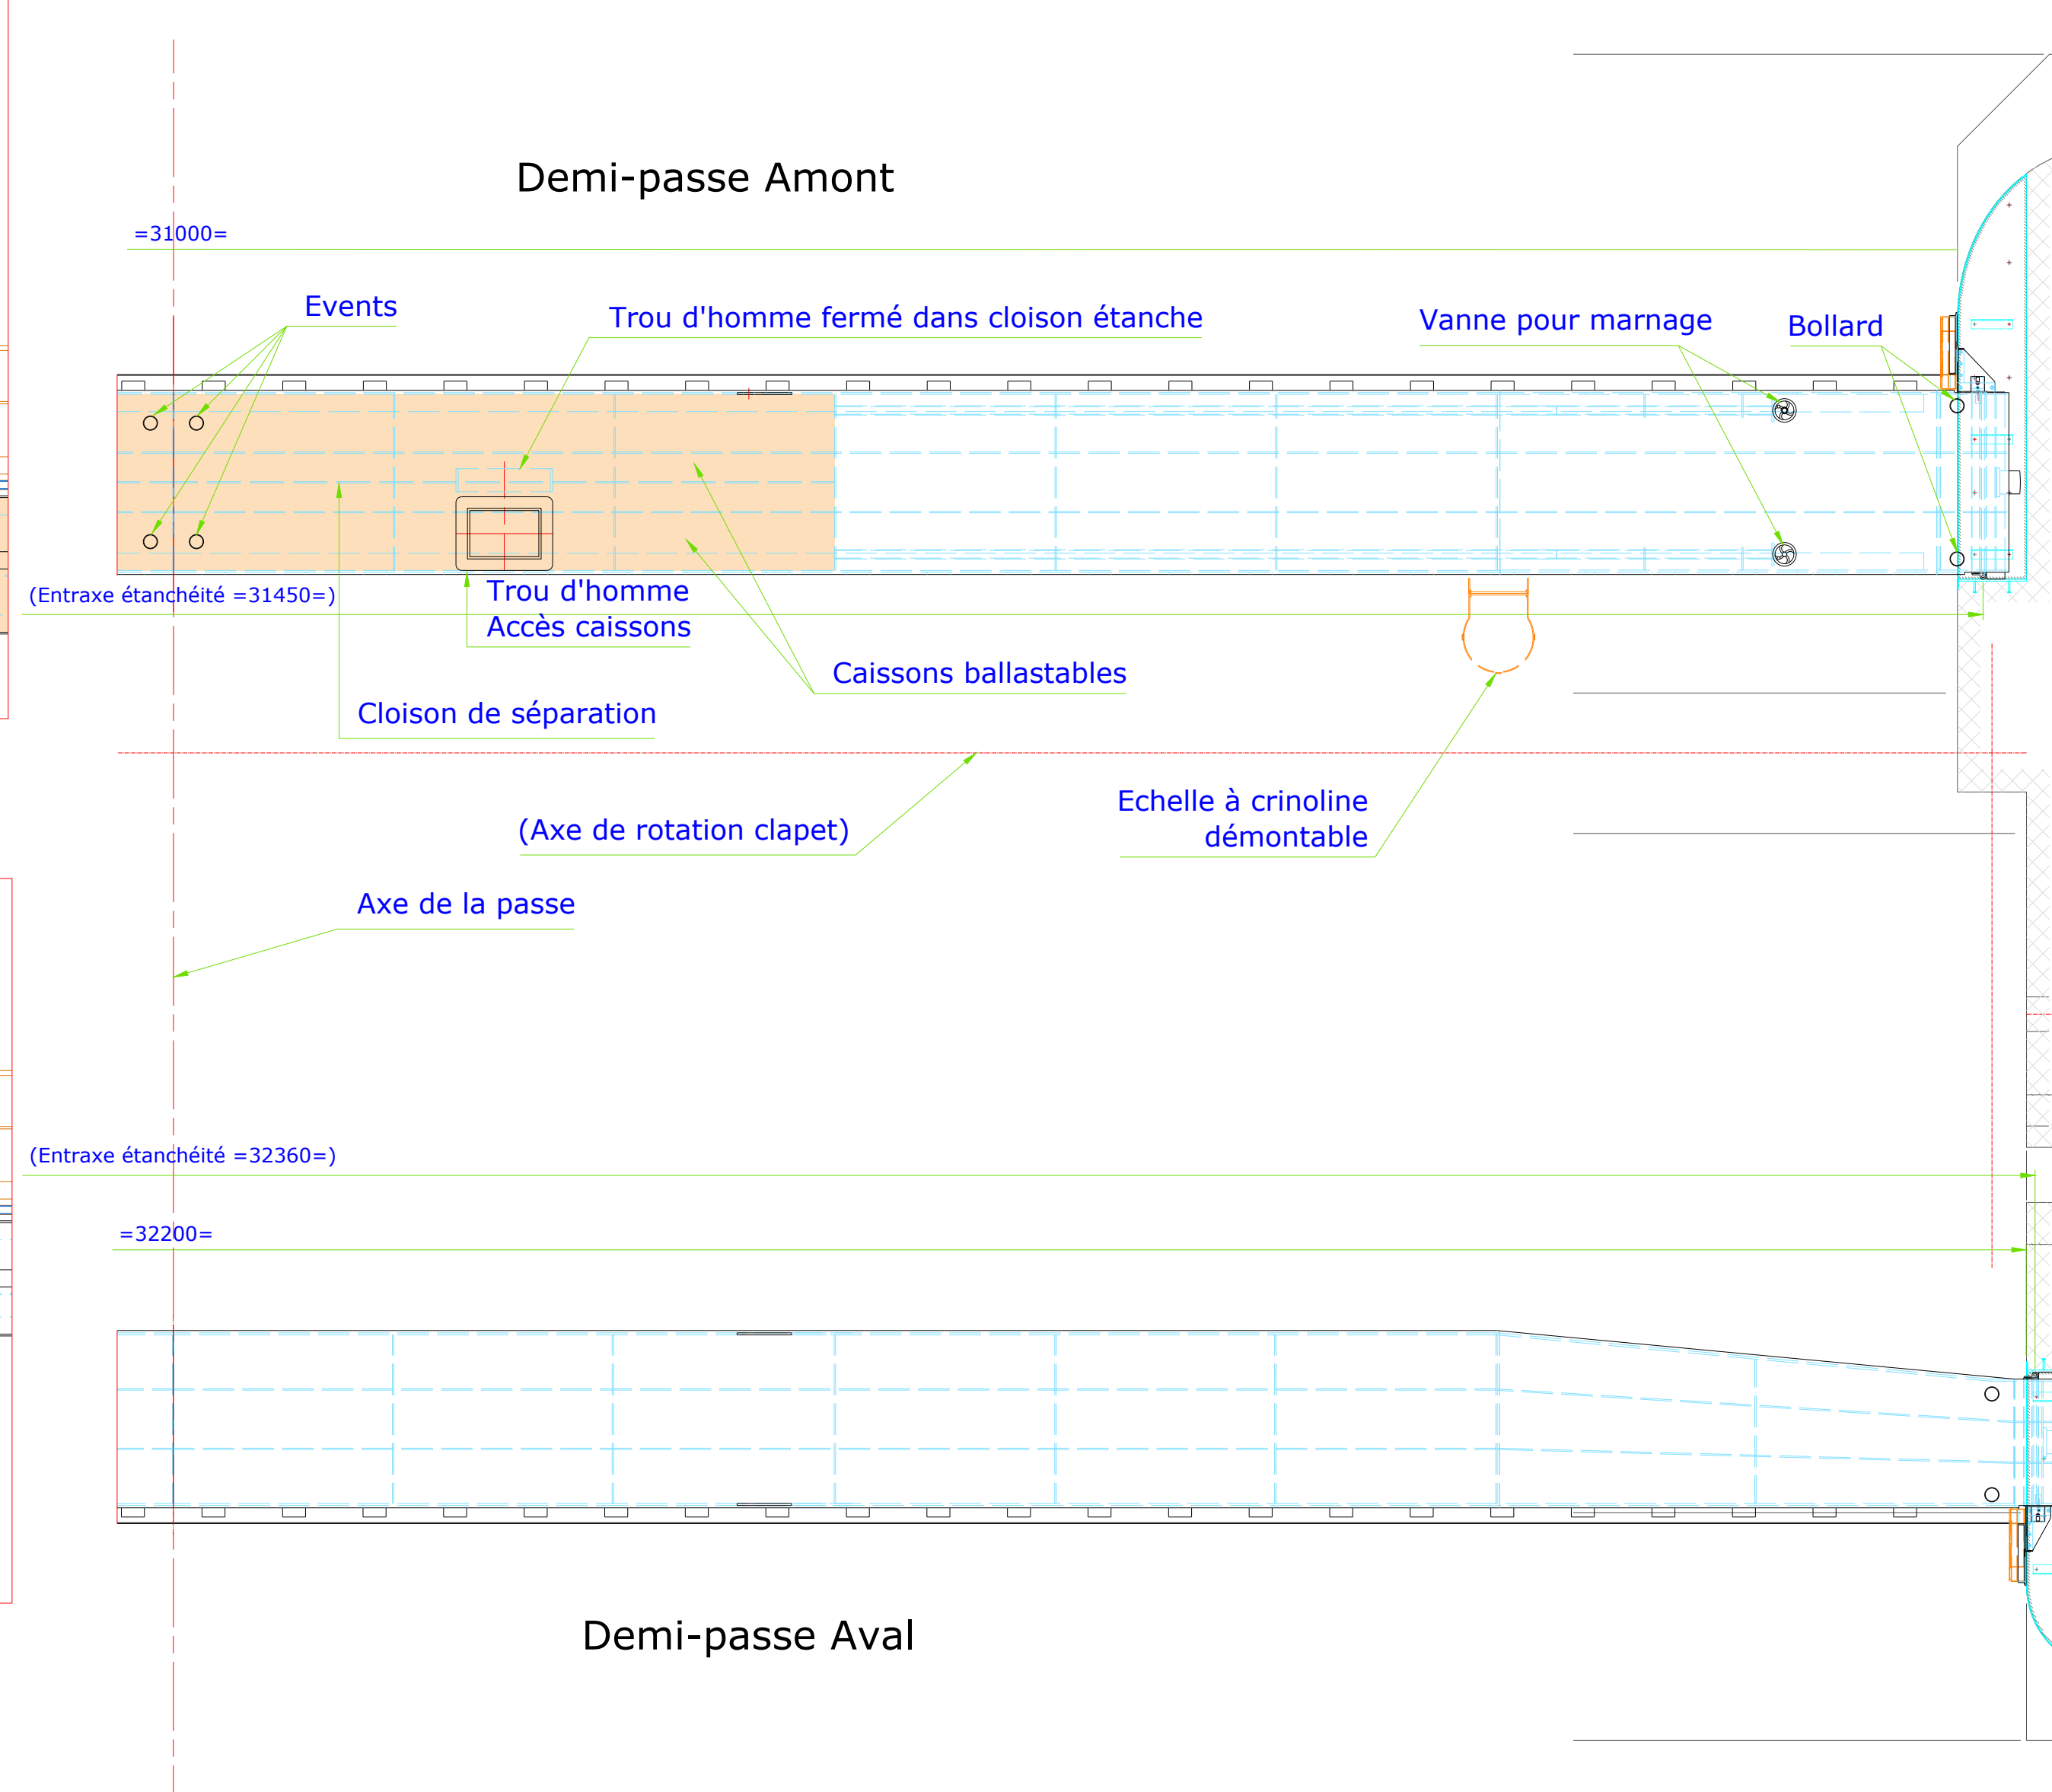 Demi-passe Amont
=31000=
Events
Trou d'homme fermé dans cloison étanche
Vanne pour marnage
Bollard
(Entraxe étanchéité =31450=)
Trou d'homme
Accès caissons
Caissons ballastables
Cloison de séparation
Echelle à crinoline
démontable
(Axe de rotation clapet)
Axe de la passe
(Entraxe étanchéité =32360=)
=32200=
Demi-passe Aval